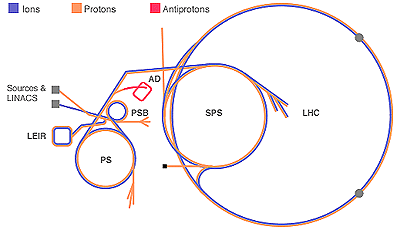 Ions Protons Antiprotons
Sources &
LINACS
AD
PSB
LEIR
PS
SPS
LHC